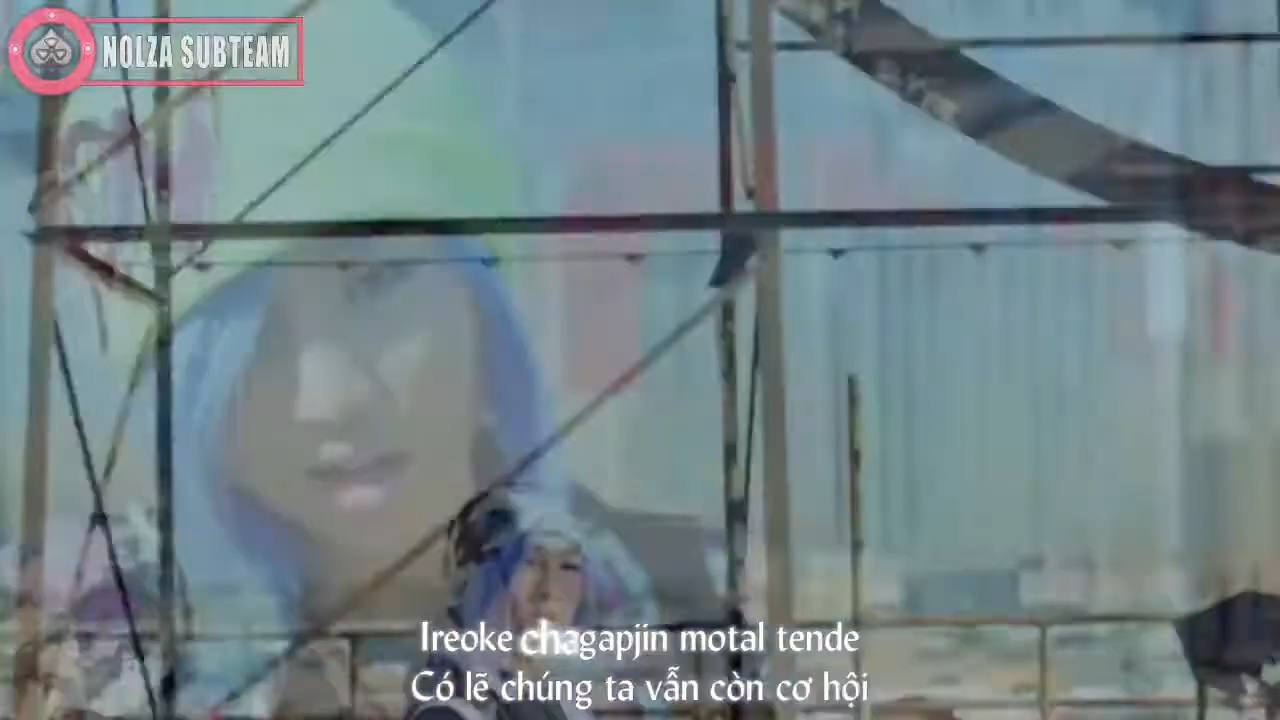 NOLZA SUBTEAM
Ireoke chagapjin motal tende
Có lẽ chúng ta vẫn còn cơ hội